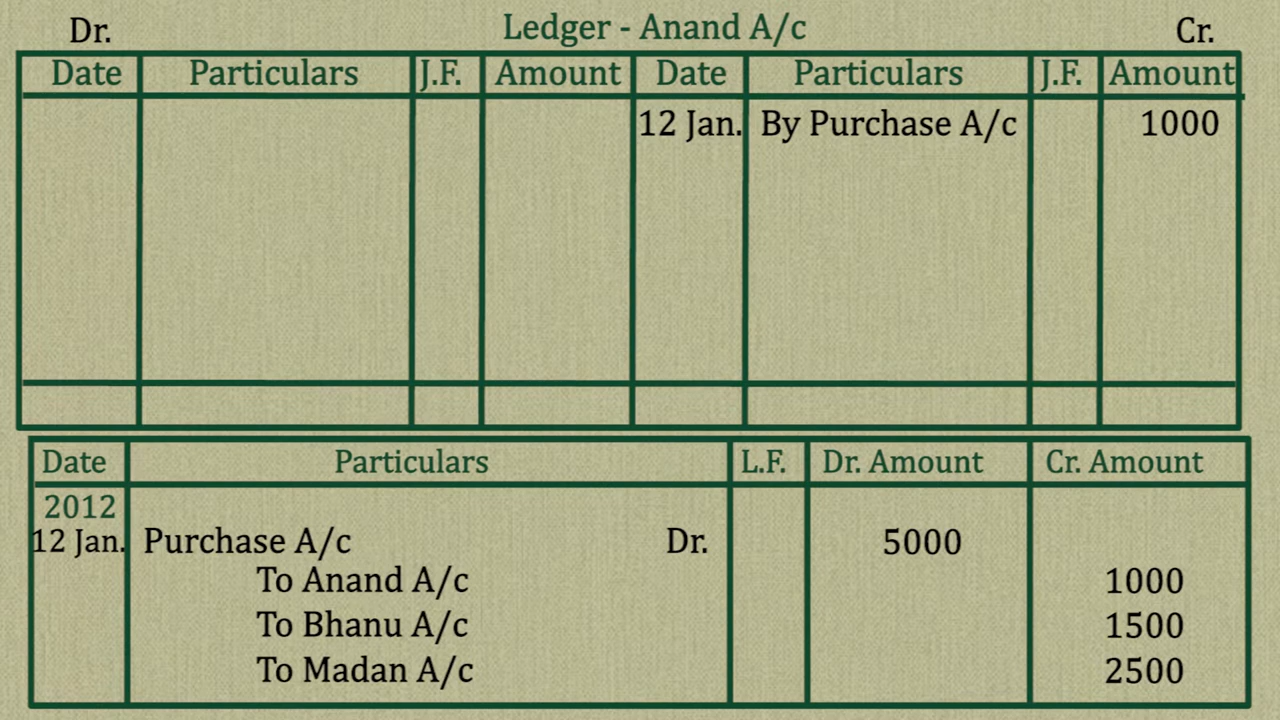 Dr. Ledger - Anand A/c Cr.
Date Particulars J.F. Amount Date Particulars J.F. Amount
12 Jan. By Purchase A/c 1000
Date Particulars L.F. Dr. Amount Cr. Amount
2012
12 Jan. Purchase A/c Dr. 5000
To Anand A/c 1000
To Bhanu A/c 1500
To Madan A/c 2500